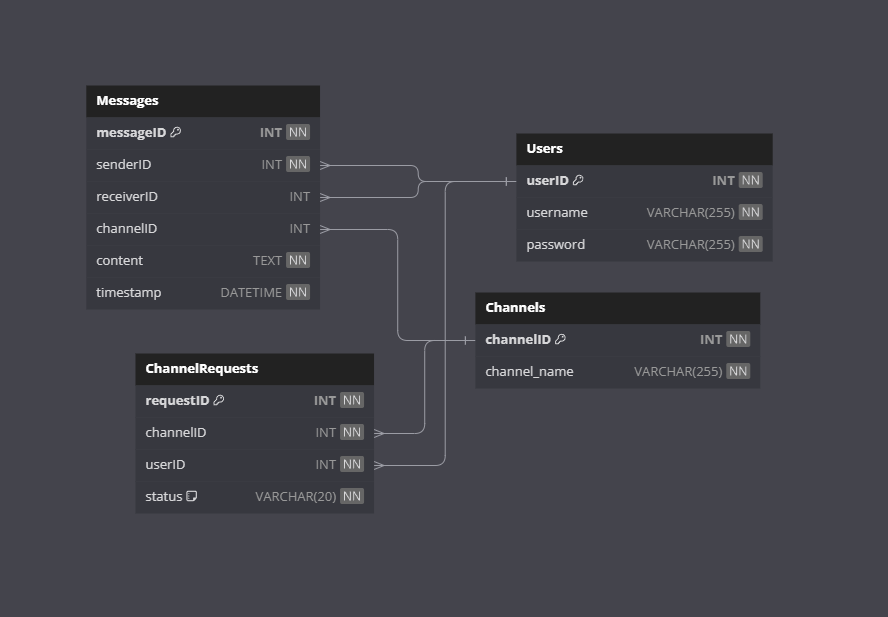 Messages
messageID INT NN
senderID INT NN
receiverID INT
channelID INT
content TEXT NN
timestamp DATETIME NN
Users
userID INT NN
username VARCHAR(255) NN
password VARCHAR(255) NN
Channels
channelID INT NN
channel_name VARCHAR(255) NN
ChannelRequests
requestID INT NN
channelID INT NN
userID INT NN
status VARCHAR(20) NN